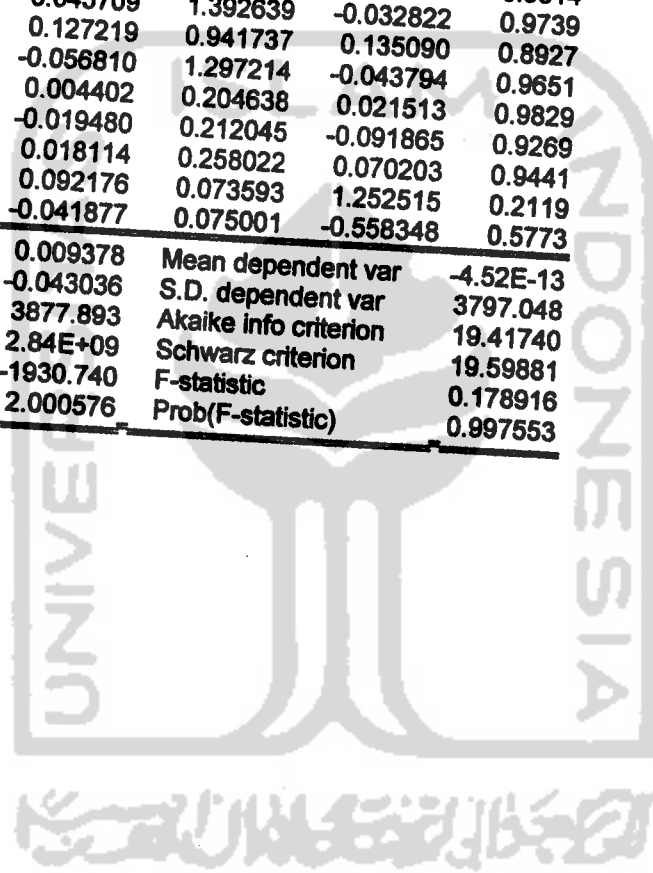 1.392639 -0.032822 0.9739
0.127219 0.941737 0.135090 0.8927
-0.056810 1.297214 -0.043794 0.9651
0.004402 0.204638 0.021513 0.9829
-0.019480 0.212045 -0.091865 0.9269
0.018114 0.258022 0.070203 0.9441
0.092176 0.073593 1.252515 0.2119
-0.041877 0.075001 -0.558348 0.5773
0.009378 Mean dependent var -4.52E-13
-0.043036 S.D. dependent var 3797.048
3877.893 Akaike info criterion 19.41740
2.84E+09 Schwarz criterion 19.59881
-1930.740 F-statistic 0.178916
2.000576 Prob(F-statistic) 0.997553
ISLAM
UNIVERSITAS
INDONESIA